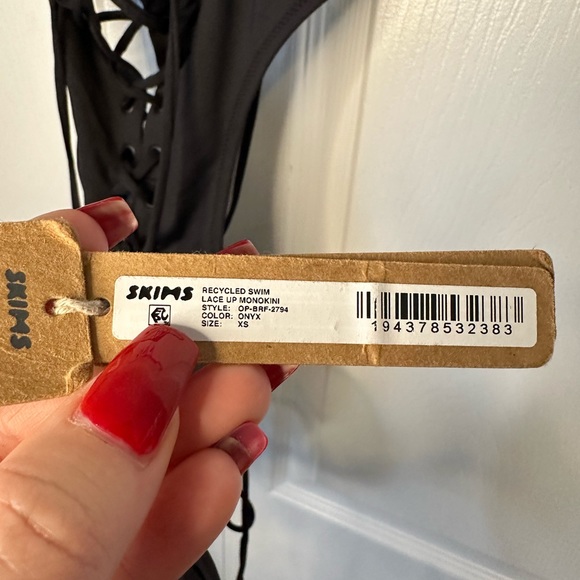 SKIMS
SKIMS
RECYCLED SWIM
LACE UP MONOKINI
STYLE: OP-BRF-2794
COLOR: ONYX
SIZE: XS
194378532383